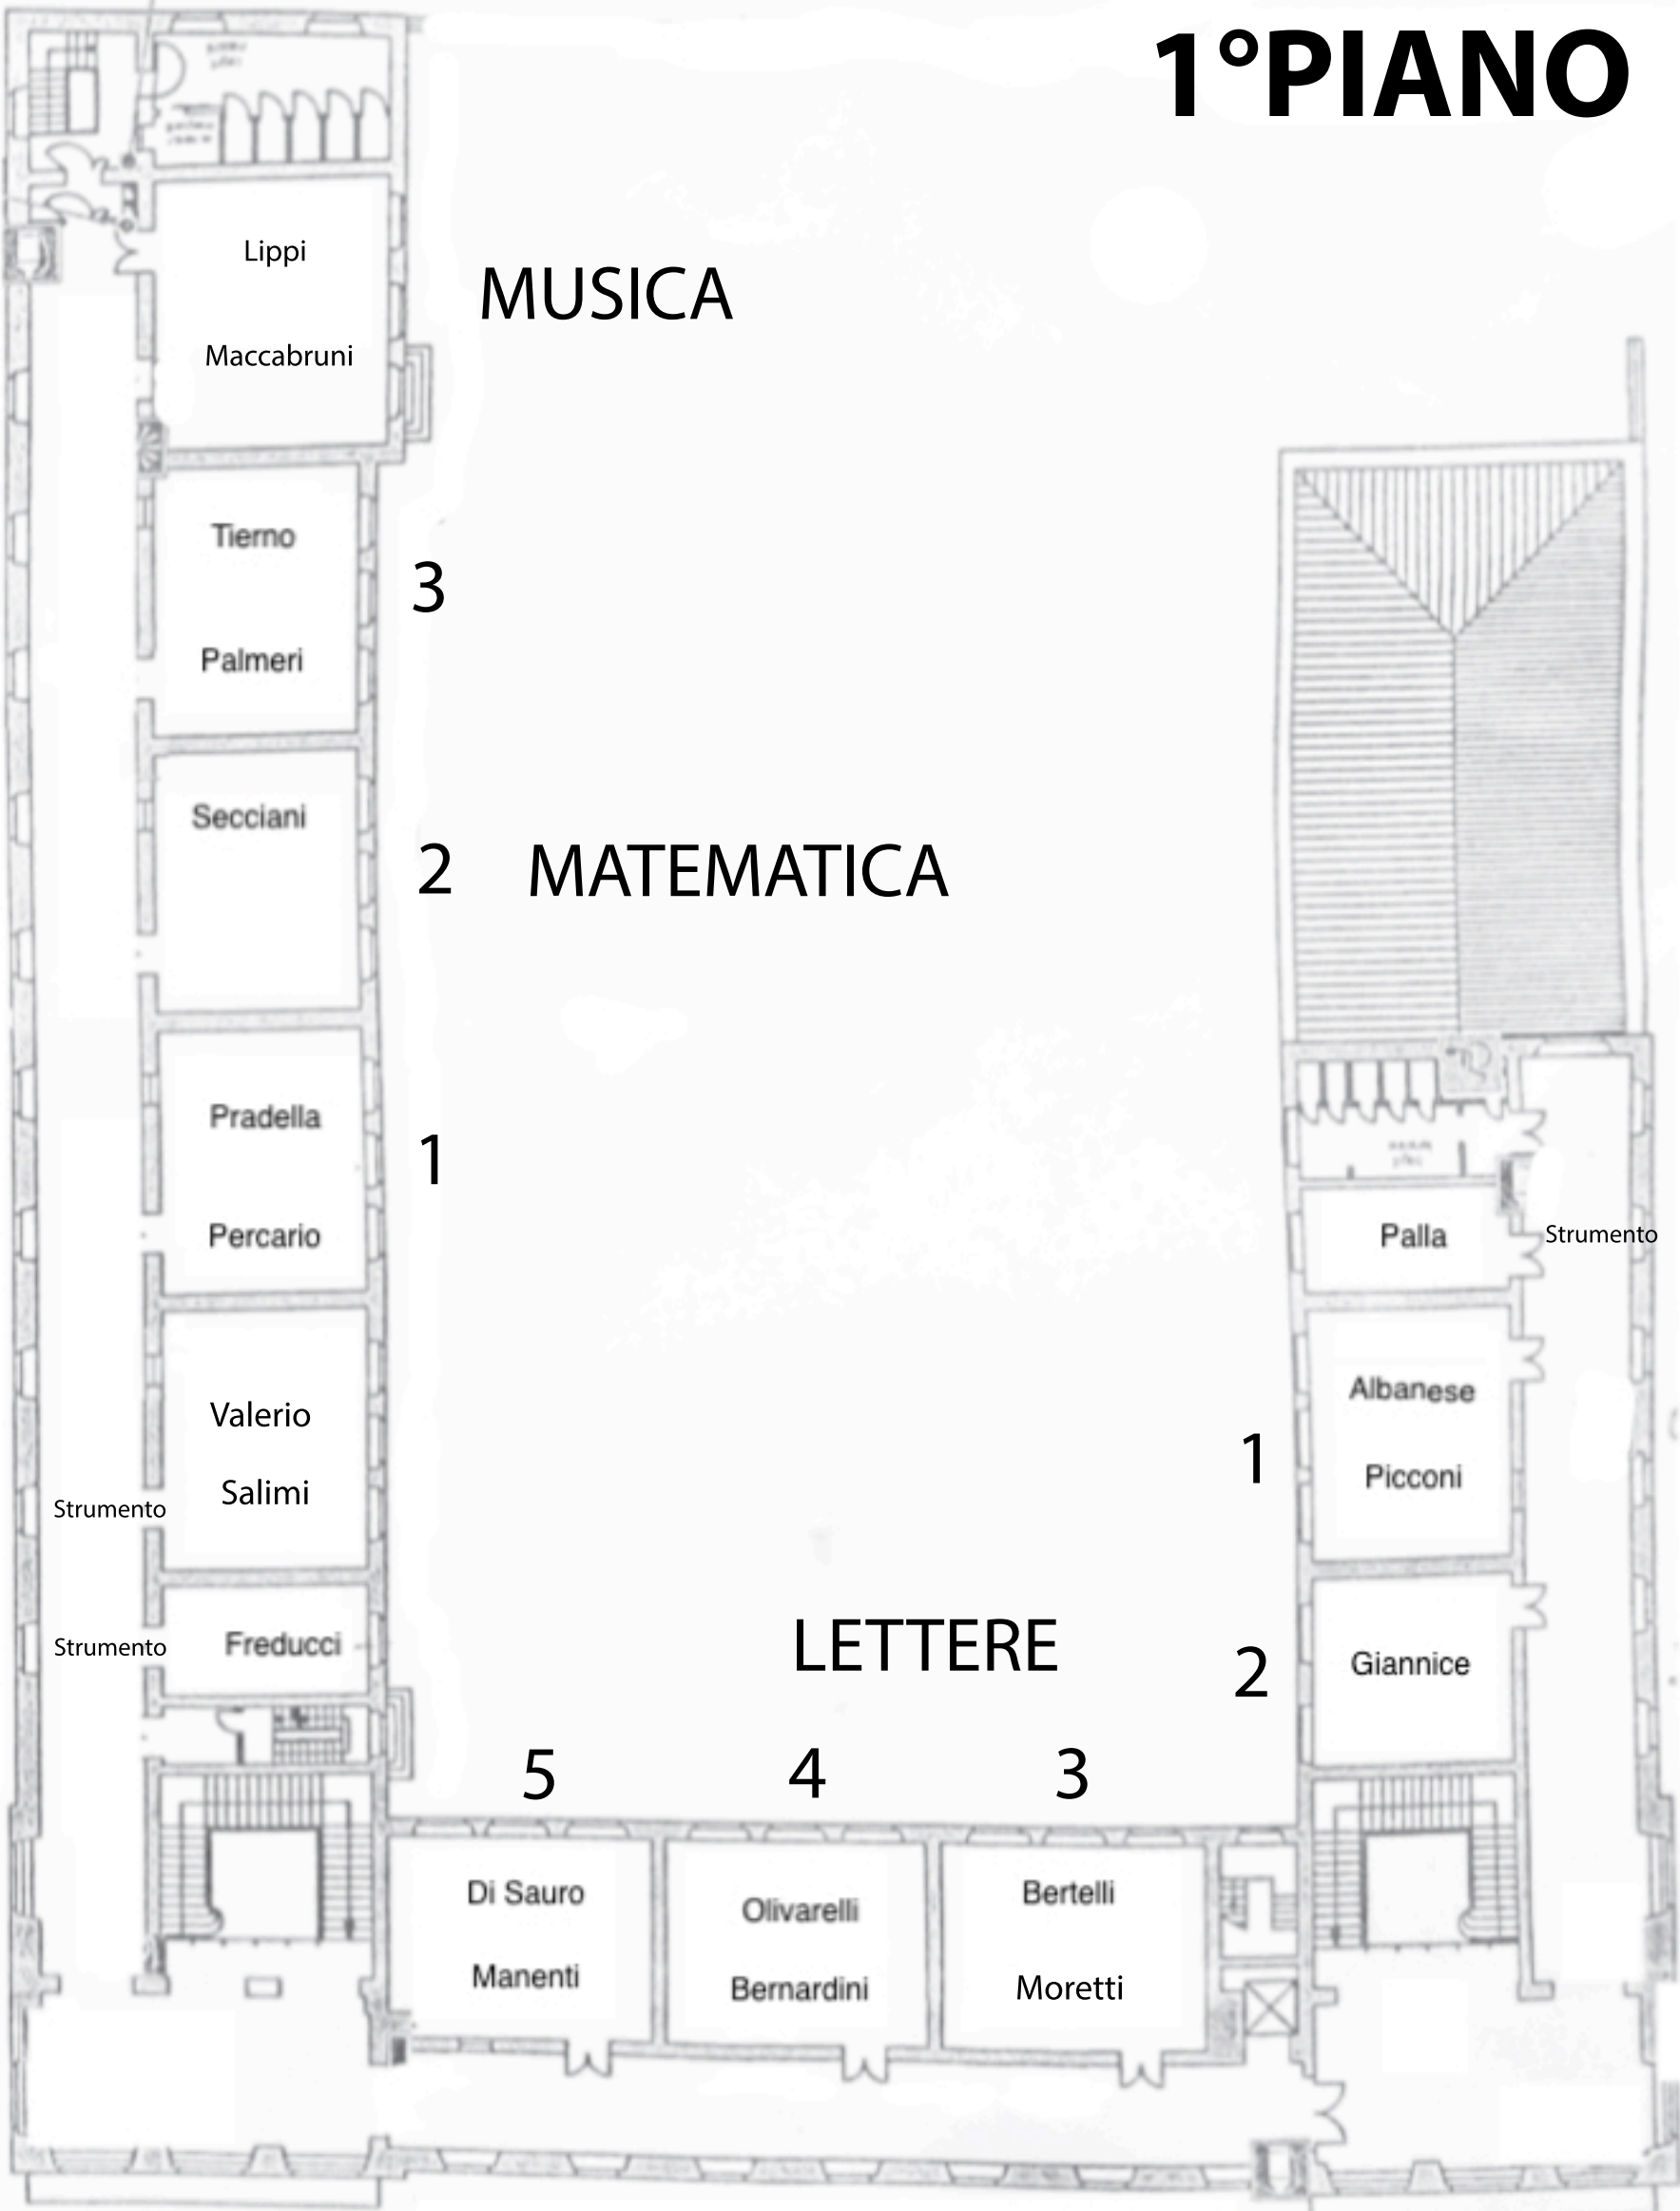 1°PIANO
Lippi
Maccabruni
MUSICA
Tierno
Palmeri
3
Secciani
2
MATEMATICA
Pradella
Percario
1
Valerio
Salimi
Strumento
Freducci
Strumento
Palla
Strumento
Albanese
Picconi
1
LETTERE
2
Giannice
5
4
3
Di Sauro
Manenti
Olivarelli
Bernardini
Bertelli
Moretti